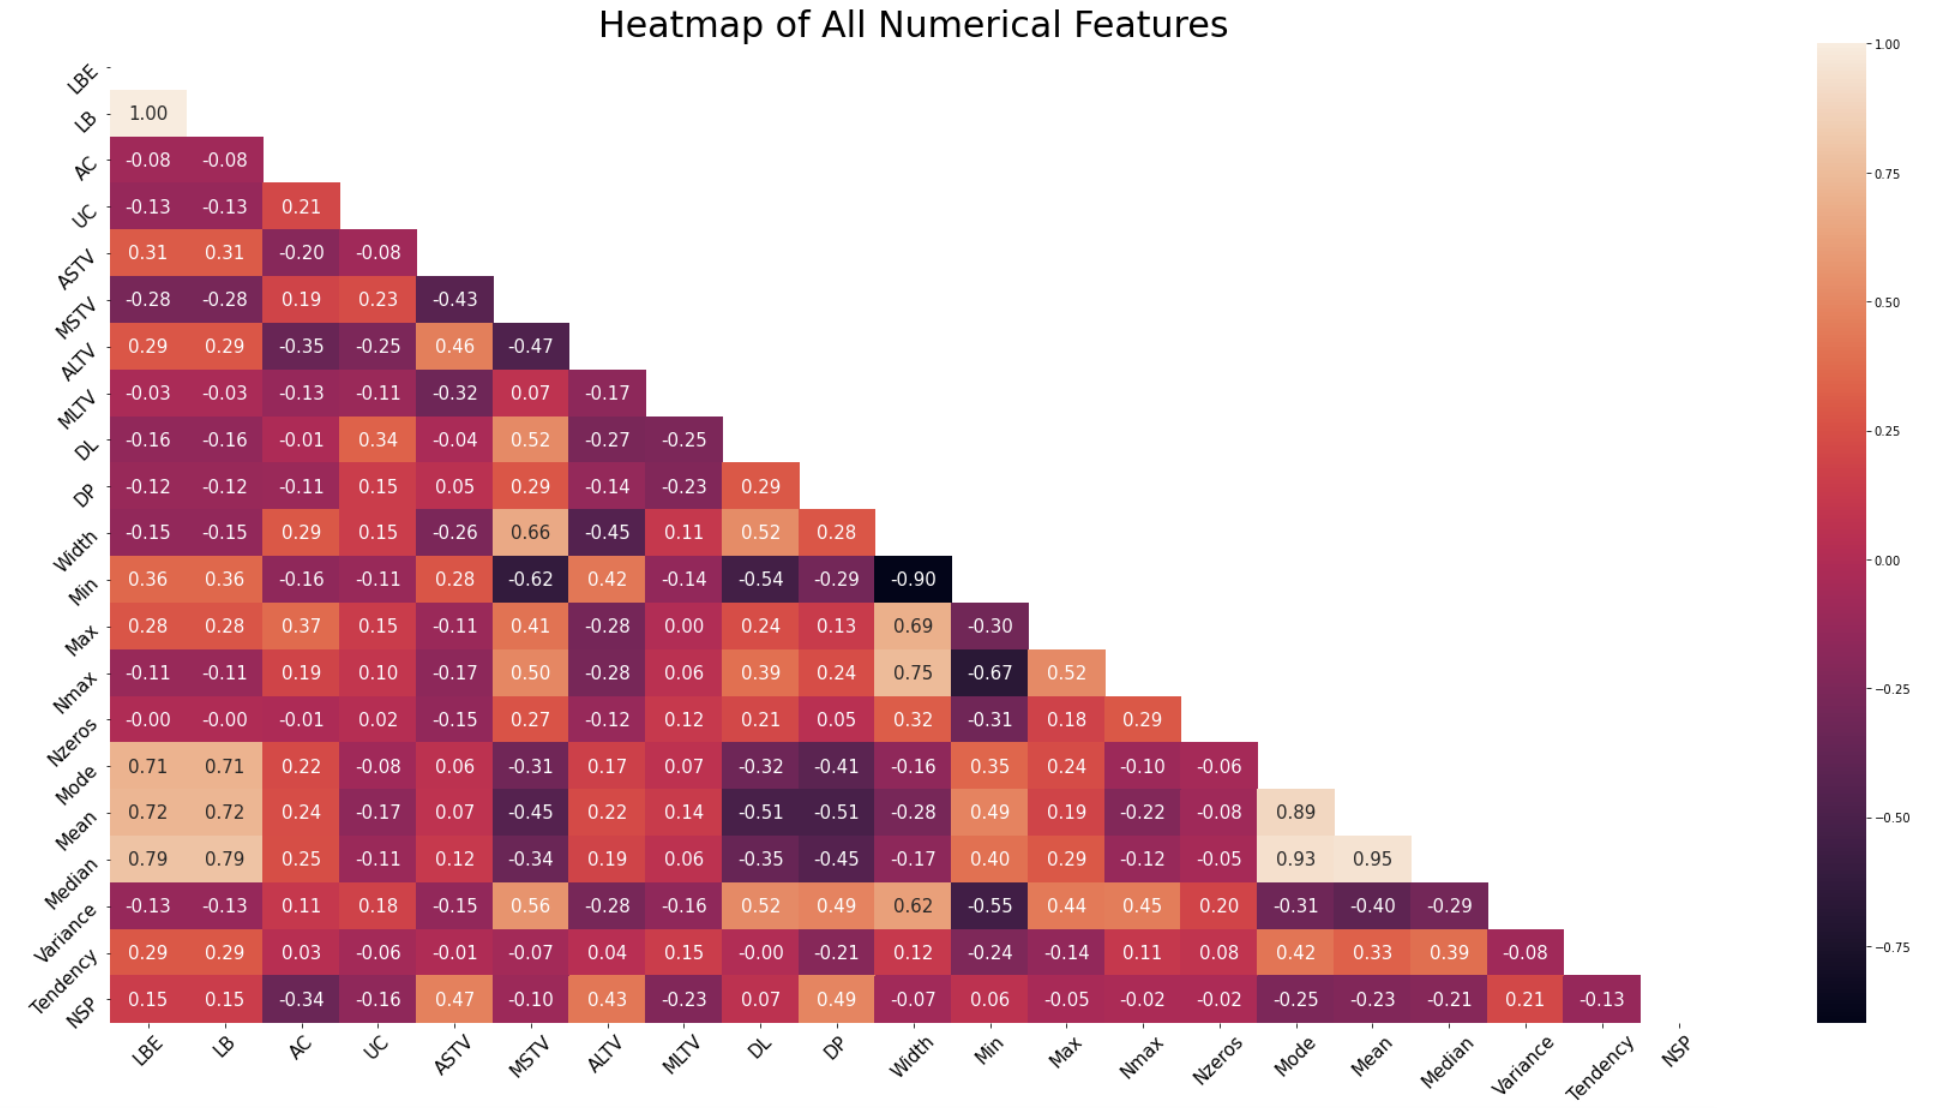 Heatmap of All Numerical Features
LBE
LB 1.00
AC -0.08 -0.08
UC -0.13 -0.13 0.21
ASTV 0.31 0.31 -0.20 -0.08
MSTV -0.28 -0.28 0.19 0.23 -0.43
ALTV 0.29 0.29 -0.35 -0.25 0.46 -0.47
MLTV -0.03 -0.03 -0.13 -0.11 -0.32 0.07 -0.17
DL -0.16 -0.16 -0.01 0.34 -0.04 0.52 -0.27 -0.25
DP -0.12 -0.12 -0.11 0.15 0.05 0.29 -0.14 -0.23 0.29
Width -0.15 -0.15 0.29 0.15 -0.26 0.66 -0.45 0.11 0.52 0.28
Min 0.36 0.36 -0.16 -0.11 0.28 -0.62 0.42 -0.14 -0.54 -0.29 -0.90
Max 0.28 0.28 0.37 0.15 -0.11 0.41 -0.28 0.00 0.24 0.13 0.69 -0.30
Nmax -0.11 -0.11 0.19 0.10 -0.17 0.50 -0.28 0.06 0.39 0.24 0.75 -0.67 0.52
Nzeros -0.00 -0.00 -0.01 0.02 -0.15 0.27 -0.12 0.12 0.21 0.05 0.32 -0.31 0.18 0.29
Mode 0.71 0.71 0.22 -0.08 0.06 -0.31 0.17 0.07 -0.32 -0.41 -0.16 0.35 0.24 -0.10 -0.06
Mean 0.72 0.72 0.24 -0.17 0.07 -0.45 0.22 0.14 -0.51 -0.51 -0.28 0.49 0.19 -0.22 -0.08 0.89
Median 0.79 0.79 0.25 -0.11 0.12 -0.34 0.19 0.06 -0.35 -0.45 -0.17 0.40 0.29 -0.12 -0.05 0.93 0.95
Variance -0.13 -0.13 0.11 0.18 -0.15 0.56 -0.28 -0.16 0.52 0.49 0.62 -0.55 0.44 0.45 0.20 -0.31 -0.40 -0.29
Tendency 0.29 0.29 0.03 -0.06 -0.01 -0.07 0.04 0.15 -0.00 -0.21 0.12 -0.24 -0.14 0.11 0.08 0.42 0.33 0.39 -0.08
NSP 0.15 0.15 -0.34 -0.16 0.47 -0.10 0.43 -0.23 0.07 0.49 -0.07 0.06 -0.05 -0.02 -0.02 -0.25 -0.23 -0.21 0.21 -0.13
LBE LB AC UC ASTV MSTV ALTV MLTV DL DP Width Min Max Nmax Nzeros Mode Mean Median Variance Tendency NSP
1.00
0.75
0.50
0.25
0.00
−0.25
−0.50
−0.75